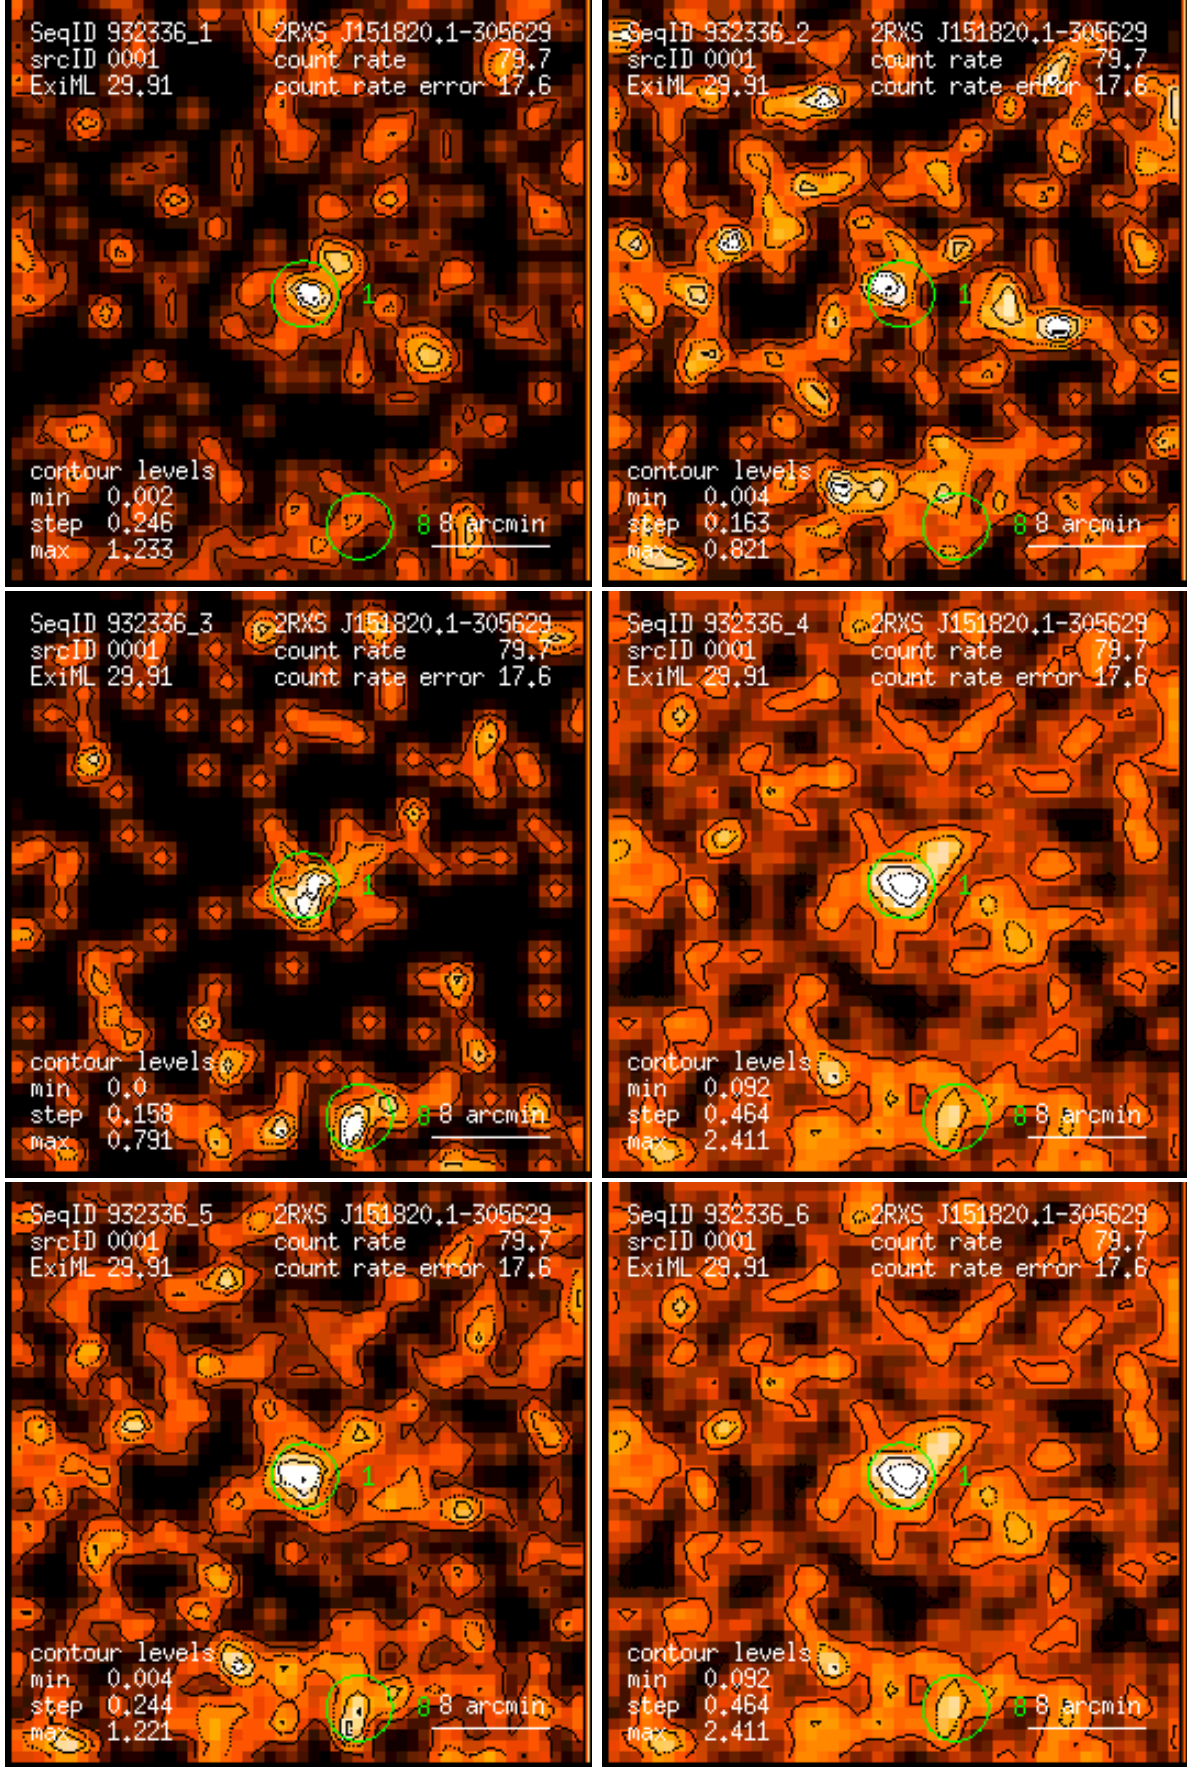 SeqID 932336_1 2RXS J151820.1-305629
srcID 0001 count rate 79.7
ExiML 29.91 count rate error 17.6
1
contour levels
min 0.002
step 0.246 8 8 arcmin
max 1.233
SeqID 932336_2 2RXS J151820.1-305629
srcID 0001 count rate 79.7
ExiML 29.91 count rate error 17.6
1
contour levels
min 0.004
step 0.163 8 8 arcmin
max 0.821
SeqID 932336_3 2RXS J151820.1-305629
srcID 0001 count rate 79.7
ExiML 29.91 count rate error 17.6
1
contour levels
min 0.0
step 0.158 8 8 arcmin
max 0.791
SeqID 932336_4 2RXS J151820.1-305629
srcID 0001 count rate 79.7
ExiML 29.91 count rate error 17.6
1
contour levels
min 0.092
step 0.464 8 8 arcmin
max 2.411
SeqID 932336_5 2RXS J151820.1-305629
srcID 0001 count rate 79.7
ExiML 29.91 count rate error 17.6
1
contour levels
min 0.004
step 0.244 8 8 arcmin
max 1.221
SeqID 932336_6 2RXS J151820.1-305629
srcID 0001 count rate 79.7
ExiML 29.91 count rate error 17.6
1
contour levels
min 0.092
step 0.464 8 8 arcmin
max 2.411